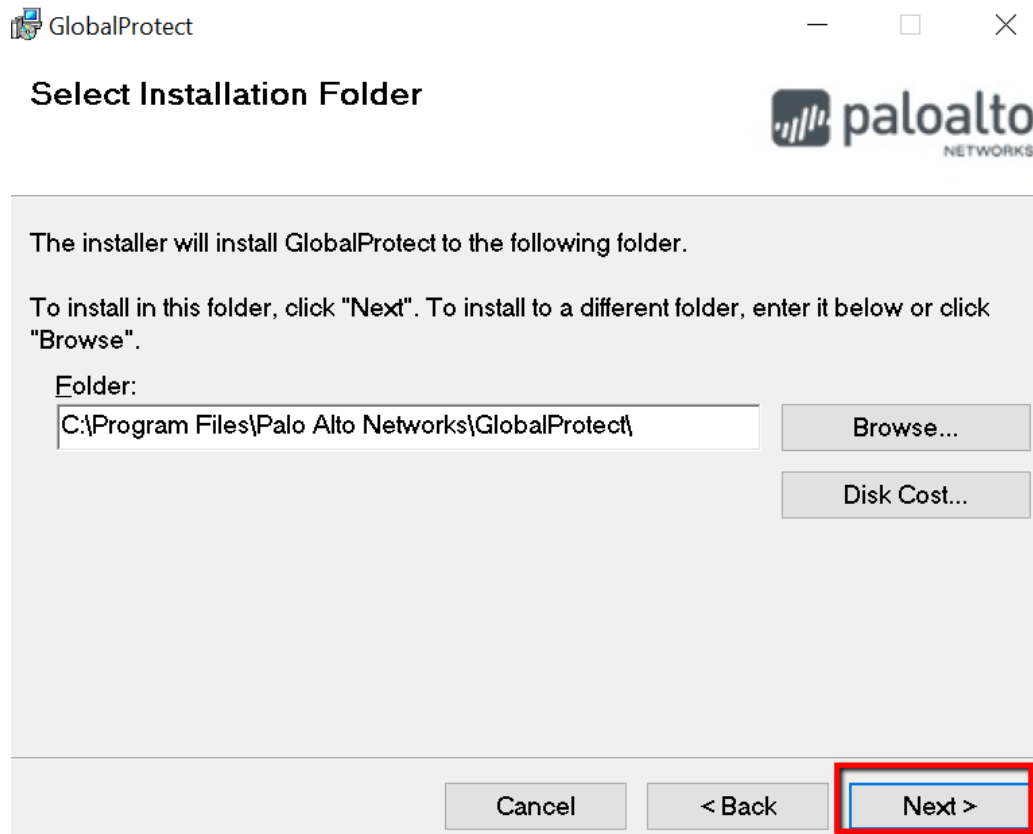 GlobalProtect
Select Installation Folder
paloalto
NETWORKS
The installer will install GlobalProtect to the following folder.
To install in this folder, click "Next". To install to a different folder, enter it below or click
"Browse".
Folder:
C:\Program Files\Palo Alto Networks\GlobalProtect\
Browse...
Disk Cost...
Cancel
< Back
Next >